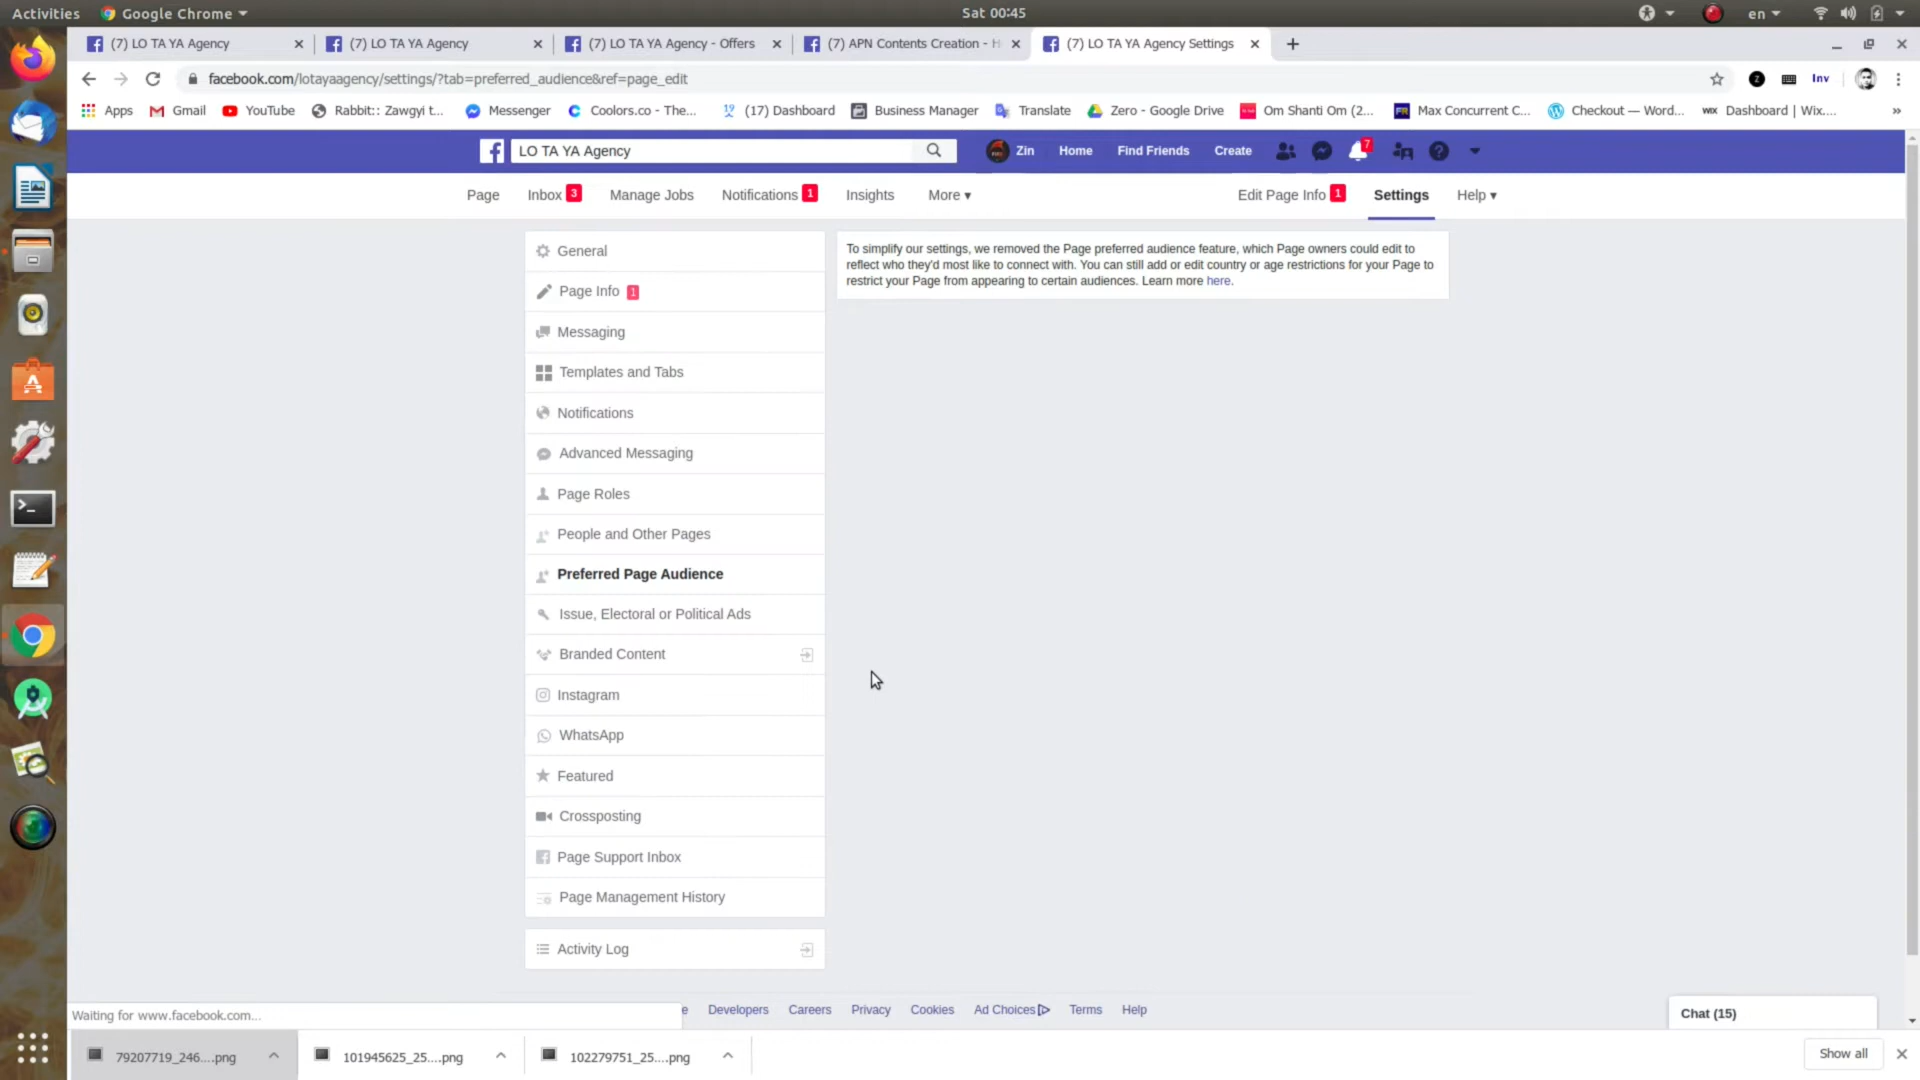 Activities Google Chrome ▾ Sat 00:45 en ▾
(7) LO TA YA Agency (7) LO TA YA Agency (7) LO TA YA Agency - Offers (7) APN Contents Creation - H (7) LO TA YA Agency Settings
facebook.com/lotayaagency/settings/?tab=preferred_audience&ref=page_edit Inv
Apps Gmail YouTube Rabbit:: Zawgyi t... Messenger Coolors.co - The... (17) Dashboard Business Manager Translate Zero - Google Drive Om Shanti Om (2... Max Concurrent C... Checkout — Word... WIX Dashboard | Wix.... »
LO TA YA Agency Zin Home Find Friends Create 7
Page Inbox 3 Manage Jobs Notifications 1 Insights More ▾ Edit Page Info 1 Settings Help ▾
General
Page Info 1
Messaging
Templates and Tabs
Notifications
Advanced Messaging
Page Roles
People and Other Pages
Preferred Page Audience
Issue, Electoral or Political Ads
Branded Content
Instagram
WhatsApp
Featured
Crossposting
Page Support Inbox
Page Management History
Activity Log
To simplify our settings, we removed the Page preferred audience feature, which Page owners could edit to
reflect who they'd most like to connect with. You can still add or edit country or age restrictions for your Page to
restrict your Page from appearing to certain audiences. Learn more here.
Developers Careers Privacy Cookies Ad Choices Terms Help
Chat (15)
Waiting for www.facebook.com...
79207719_246....png 101945625_25....png 102279751_25....png Show all